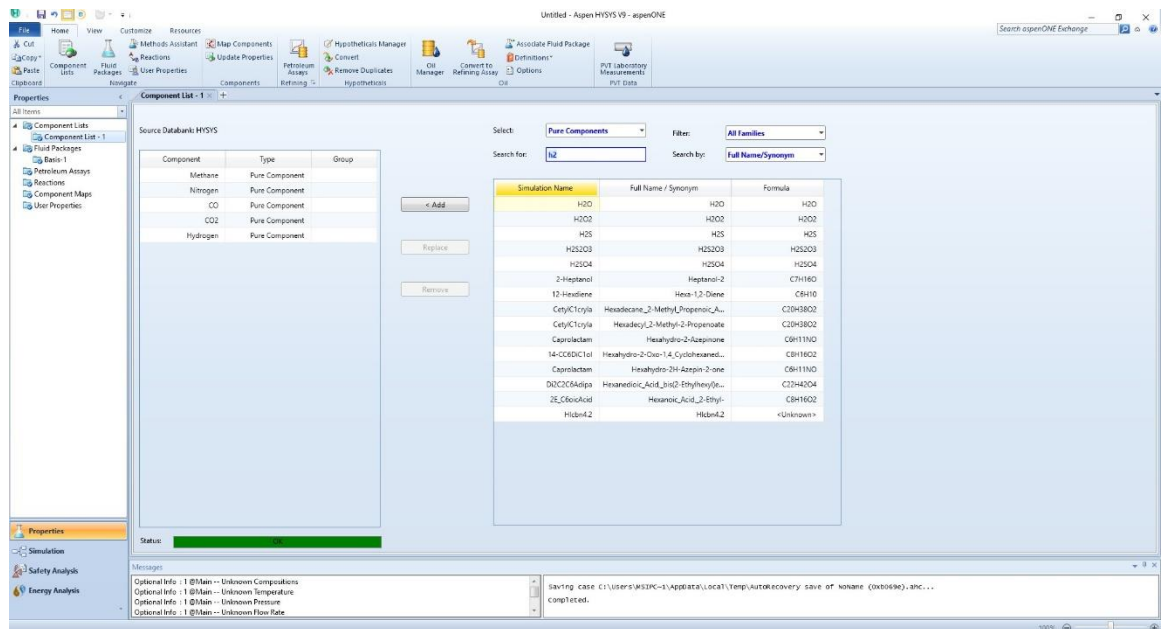 Untitled - Aspen HYSYS V9 - aspenONE
File Home View Customize Resources
Search aspenONE Exchange
Cut
Copy
Paste
Clipboard
Component Lists
Fluid Packages
Navigate
Methods Assistant
Reactions
User Properties
Map Components
Update Properties
Components
Petroleum Assays
Refining
Hypotheticals Manager
Convert
Remove Duplicates
Hypotheticals
Oil Manager
Convert to Refining Assay
Associate Fluid Package
Definitions
Options
Oil
PVT Laboratory Measurements
PVT Data
Properties
All Items
Component Lists
Component List - 1
Fluid Packages
Basis-1
Petroleum Assays
Reactions
Component Maps
User Properties
Component List - 1 +
Source Databank: HYSYS
Component Type Group
Methane Pure Component
Nitrogen Pure Component
CO Pure Component
CO2 Pure Component
Hydrogen Pure Component
< Add
Replace
Remove
Select: Pure Components Filter: All Families
Search for: h2 Search by: Full Name/Synonym
Simulation Name Full Name / Synonym Formula
H2O H2O H2O
H2O2 H2O2 H2O2
H2S H2S H2S
H2S2O3 H2S2O3 H2S2O3
H2SO4 H2SO4 H2SO4
2-Heptanol Heptanol-2 C7H16O
12-Hexdiene Hexa-1,2-Diene C6H10
CetylC1cryla Hexadecane_2-Methyl_Propenoic_A... C20H38O2
CetylC1cryla Hexadecyl_2-Methyl-2-Propenoate C20H38O2
Caprolactam Hexahydro-2-Azepinone C6H11NO
14-CC6DiC1ol Hexahydro-2-Oxo-1,4_Cyclohexaned... C8H16O2
Caprolactam Hexahydro-2H-Azepin-2-one C6H11NO
Di2C2C6Adipa Hexanedioic_Acid_bis(2-Ethylhexyl)e... C22H42O4
2E_C6oicAcid Hexanoic_Acid,_2-Ethyl- C8H16O2
Hlcbn4.2 Hlcbn4.2 <Unknown>
Status: OK
Properties
Simulation
Safety Analysis
Energy Analysis
Messages
Optional Info : 1 @Main -- Unknown Compositions
Optional Info : 1 @Main -- Unknown Temperature
Optional Info : 1 @Main -- Unknown Pressure
Optional Info : 1 @Main -- Unknown Flow Rate
Saving case C:\Users\MSIPC~1\AppData\Local\Temp\AutoRecovery save of NoName (0xb069e).ahc...
Completed.
100%